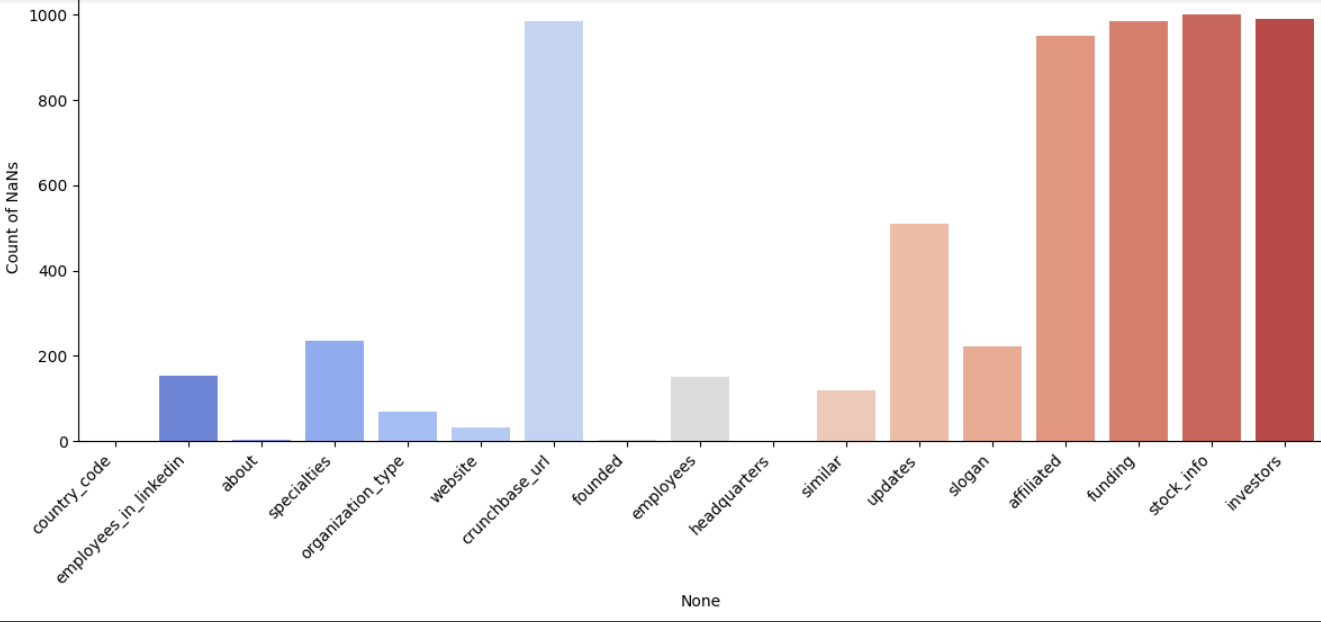 Count of NaNs
1000
800
600
400
200
0
country_code
employees_in_linkedin
about
specialties
organization_type
website
crunchbase_url
founded
employees
headquarters
similar
updates
slogan
affiliated
funding
stock_info
investors
None